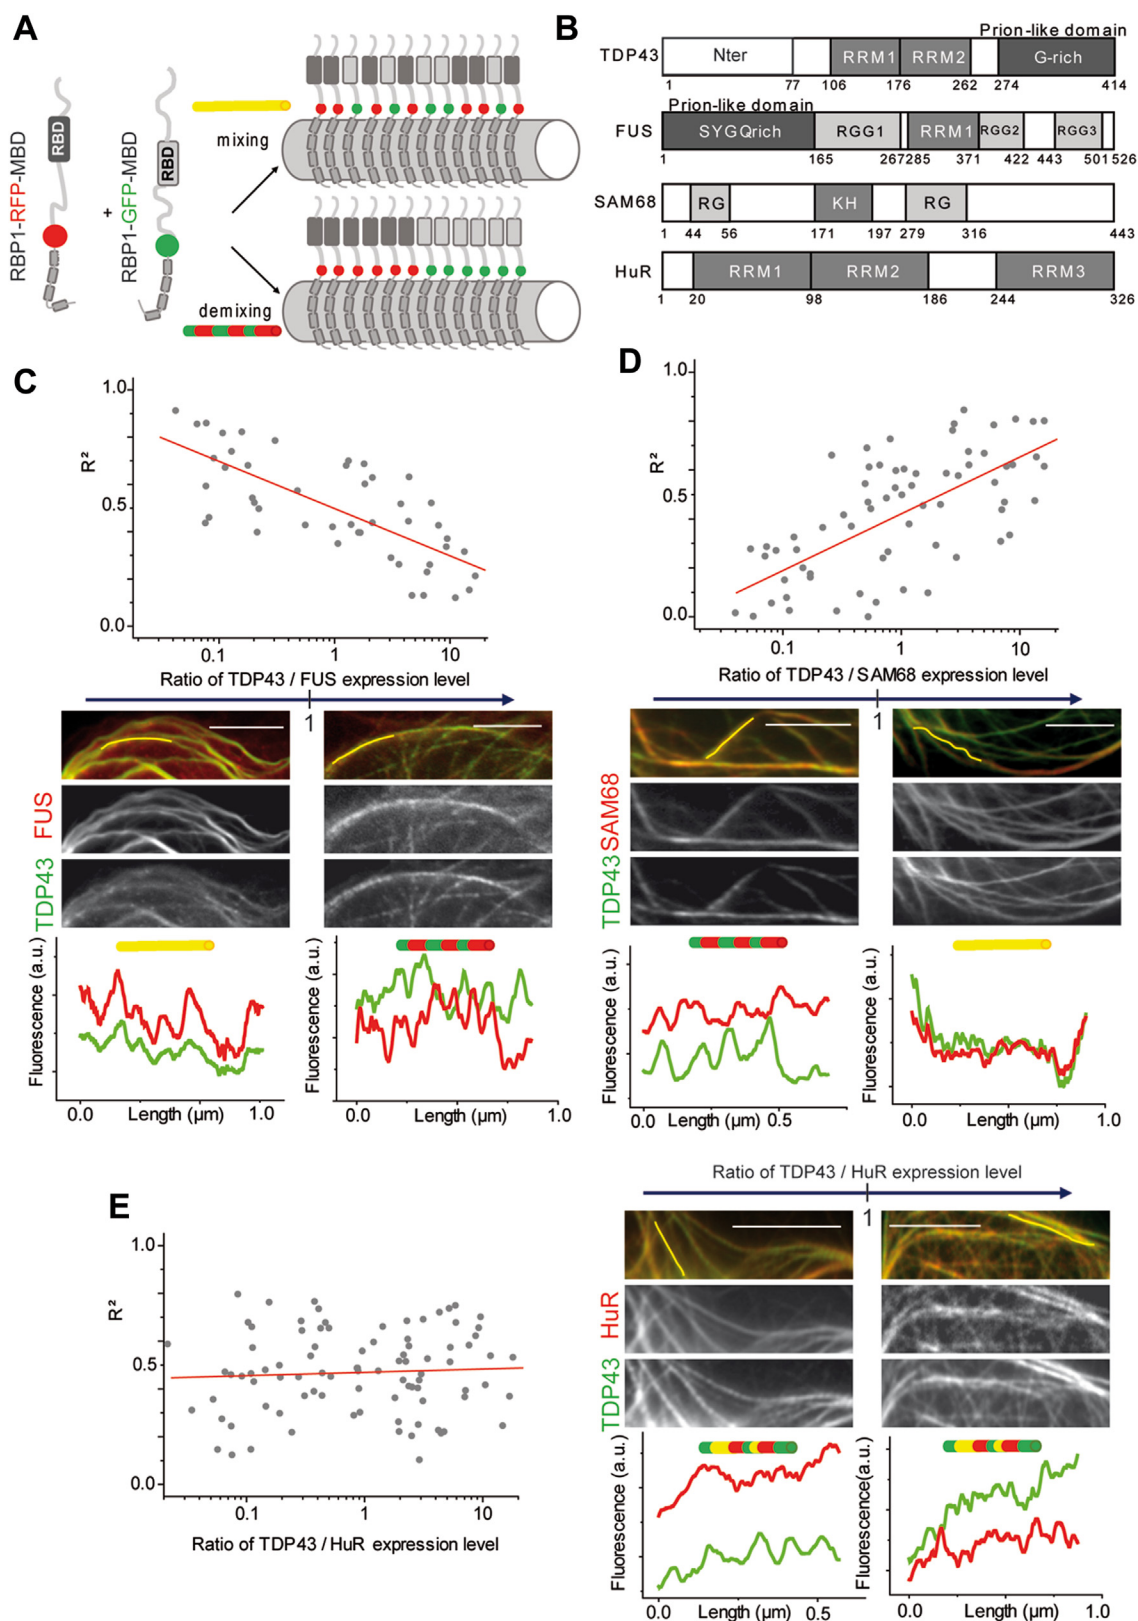 A
RBP1-RFP-MBD
RBD
+
RBP1-GFP-MBD
RBD
mixing
demixing
B
Prion-like domain
TDP43
Nter
RRM1
RRM2
G-rich
1 77 106 176 262 274 414
Prion-like domain
FUS
SYGQrich
RGG1
RRM1
RGG2
RGG3
1 165 267 285 371 422 443 501 526
SAM68
RG
KH
RG
1 44 56 171 197 279 316 443
HuR
RRM1
RRM2
RRM3
1 20 98 186 244 326
C
R²
1.0
0.5
0.0
0.1 1 10
Ratio of TDP43 / FUS expression level
1
FUS
TDP43
Fluorescence (a.u.)
0.0 Length (µm) 1.0
Fluorescence (a.u.)
0.0 Length (µm) 1.0
D
R²
1.0
0.5
0.0
0.1 1 10
Ratio of TDP43 / SAM68 expression level
1
SAM68
TDP43
Fluorescence (a.u.)
0.0 Length (µm) 0.5
Fluorescence (a.u.)
0.0 Length (µm) 1.0
E
R²
1.0
0.5
0.0
0.1 1 10
Ratio of TDP43 / HuR expression level
Ratio of TDP43 / HuR expression level
1
HuR
TDP43
Fluorescence (a.u.)
0.0 Length (µm) 0.5
Fluorescence(a.u.)
0.0 Length (µm) 1.0